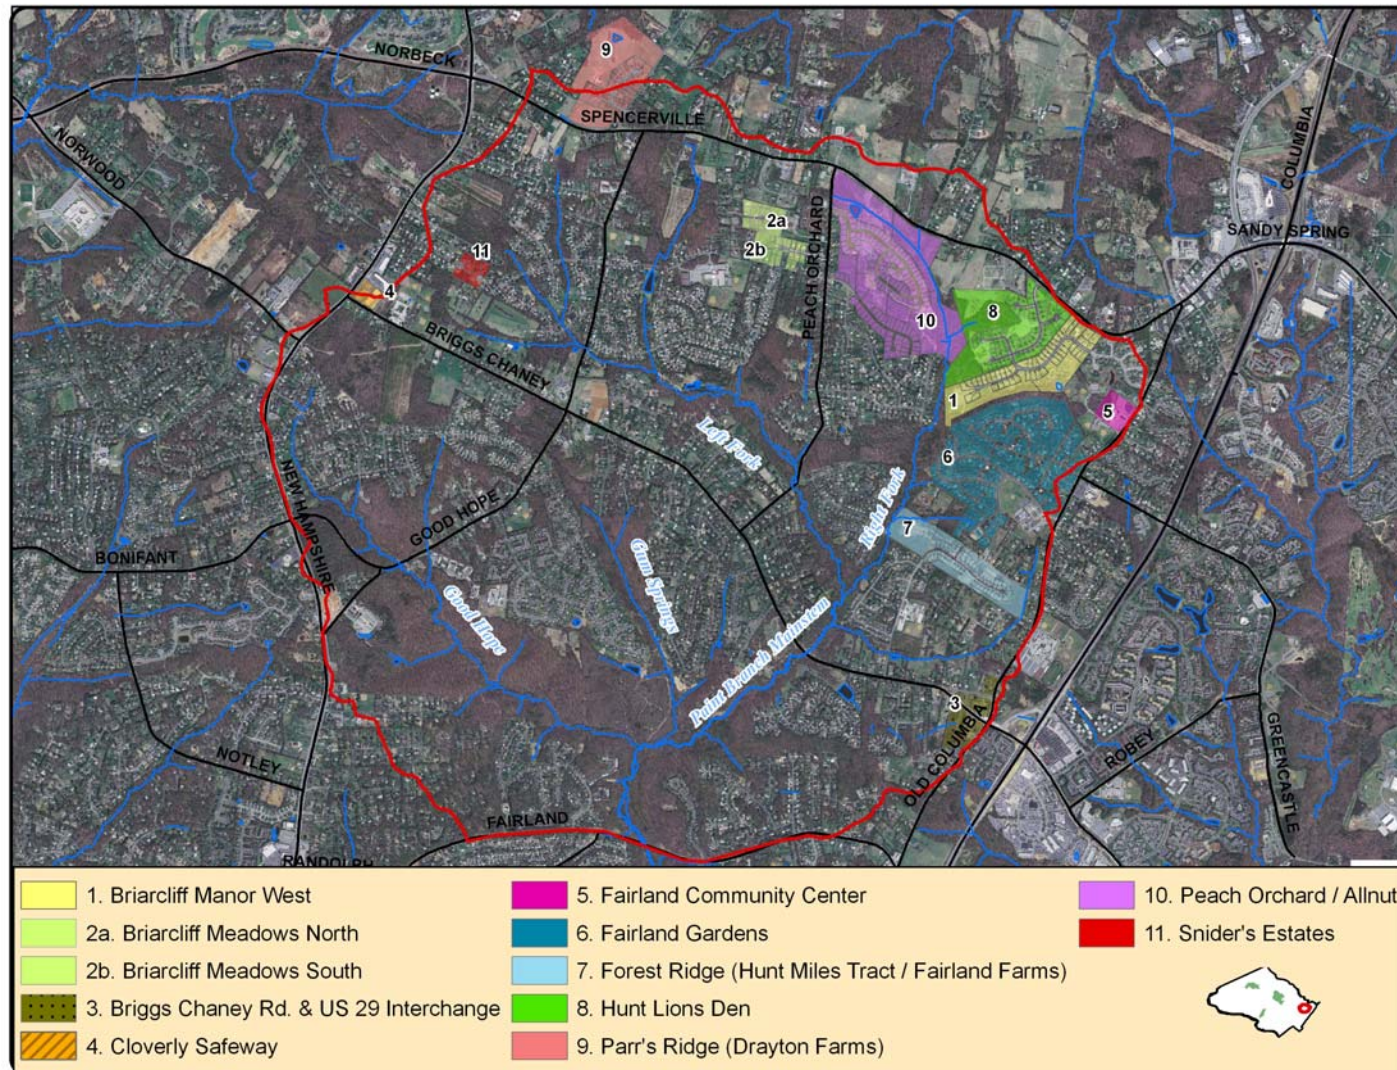 NORBECK
9
SPENCERVILLE
NORWOOD
COLUMBIA
SANDY SPRING
PEACH ORCHARD
2a
2b
11
4
8
10
BRIGGS CHANEY
1
5
Left Fork
6
NEW HAMPSHIRE
GOOD HOPE
Right Fork
7
BONIFANT
Gum Springs
Good Hope
Paint Branch Mainstem
3
OLD COLUMBIA
NOTLEY
ROBEY
GREENCASTLE
FAIRLAND
RANDOLPH
1. Briarcliff Manor West
2a. Briarcliff Meadows North
2b. Briarcliff Meadows South
3. Briggs Chaney Rd. & US 29 Interchange
4. Cloverly Safeway
5. Fairland Community Center
6. Fairland Gardens
7. Forest Ridge (Hunt Miles Tract / Fairland Farms)
8. Hunt Lions Den
9. Parr's Ridge (Drayton Farms)
10. Peach Orchard / Allnut
11. Snider's Estates